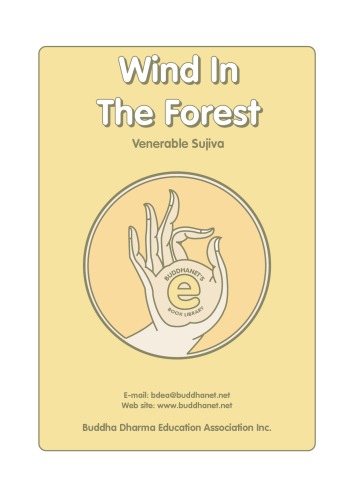 Wind In
The Forest
Venerable Sujiva
BUDDHANET'S
e
BOOK LIBRARY
E-mail: bdea@buddhanet.net
Web site: www.buddhanet.net
Buddha Dharma Education Association Inc.